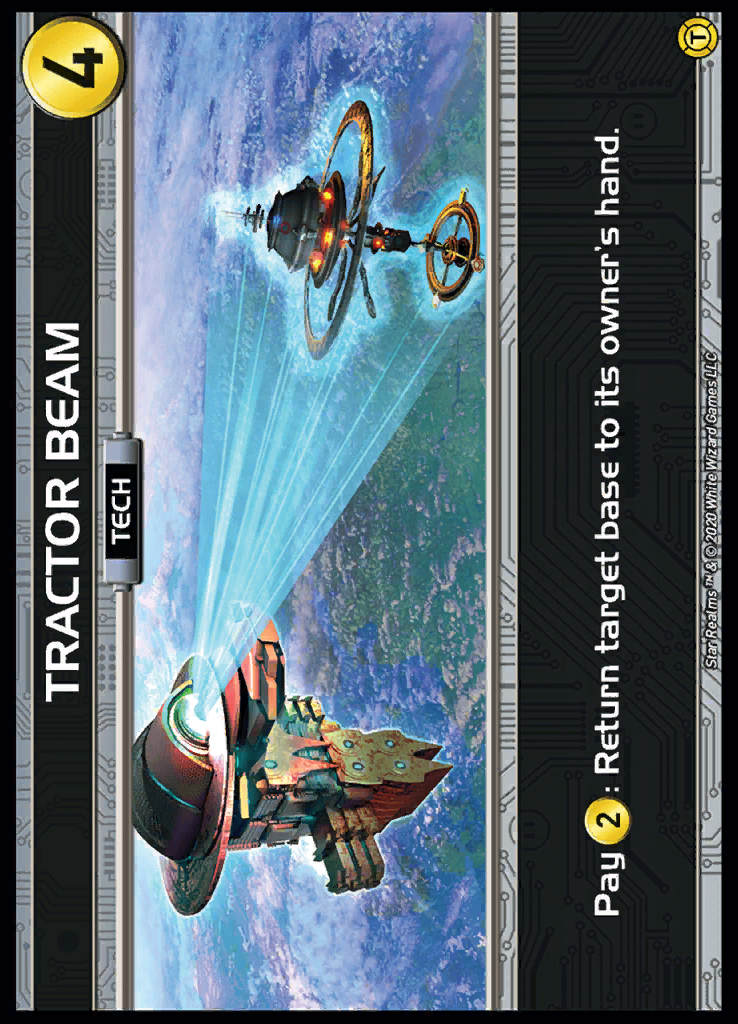 4
TRACTOR BEAM
TECH
Pay 2 : Return target base to its owner's hand.
Star Realms™ & © 2020 White Wizard Games LLC
T